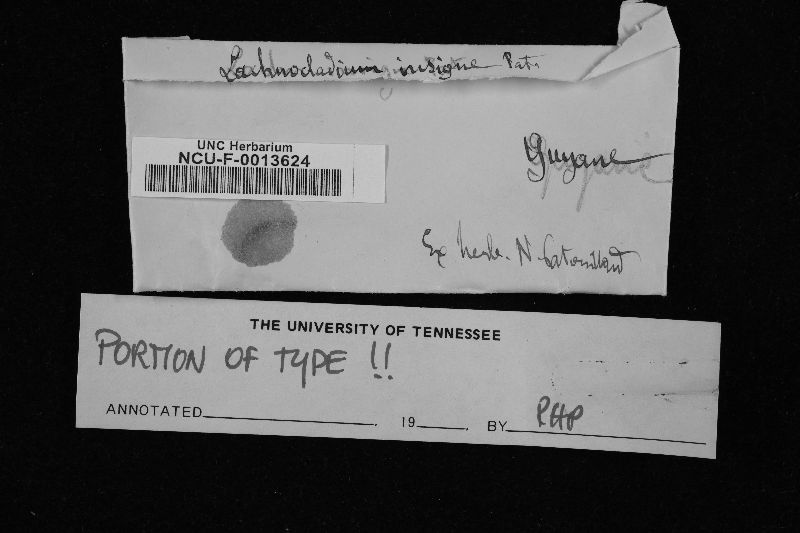 Lachnocladium insigne Pat.
UNC Herbarium
NCU-F-0013624
Guyane
Ex herb. N. Patouillard
THE UNIVERSITY OF TENNESSEE
PORTION OF TYPE !!
ANNOTATED , 19 , BY RHP